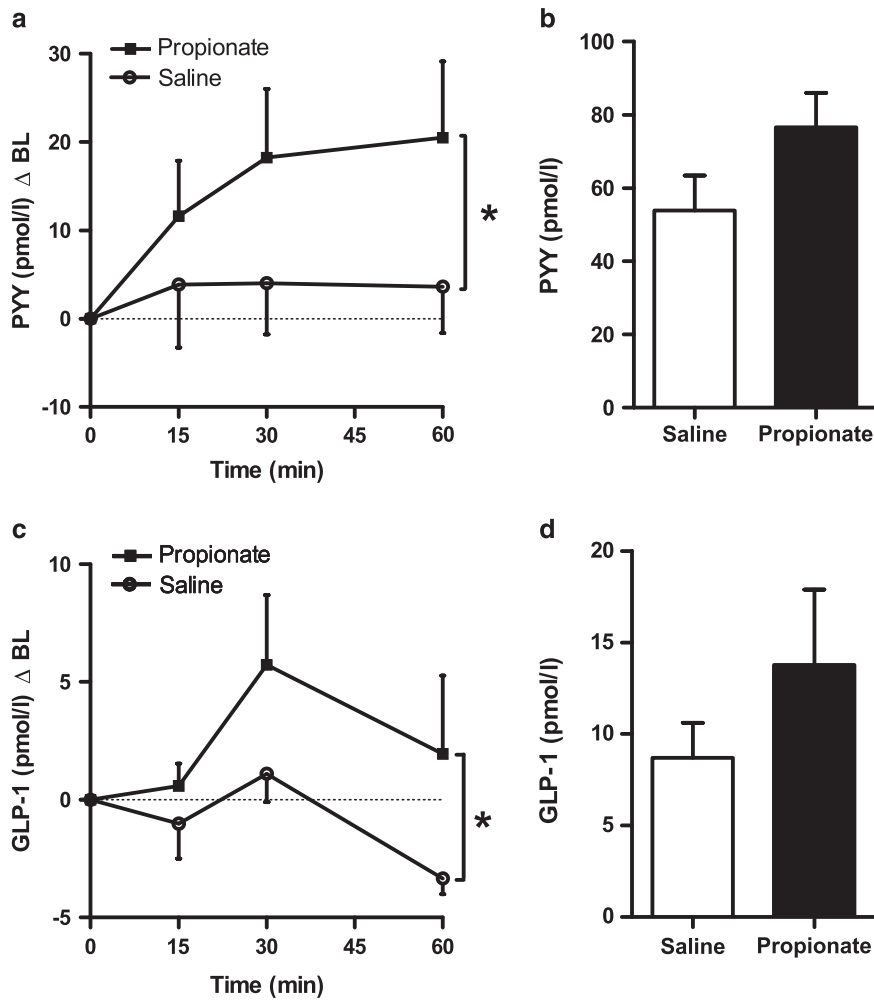 a
Propionate
Saline
PYY (pmol/l) Δ BL
30
20
10
0
-10
0 15 30 45 60
Time (min)
*
b
PYY (pmol/l)
100
80
60
40
20
0
Saline Propionate
c
Propionate
Saline
GLP-1 (pmol/l) Δ BL
10
5
0
-5
0 15 30 45 60
Time (min)
*
d
GLP-1 (pmol/l)
20
15
10
5
0
Saline Propionate